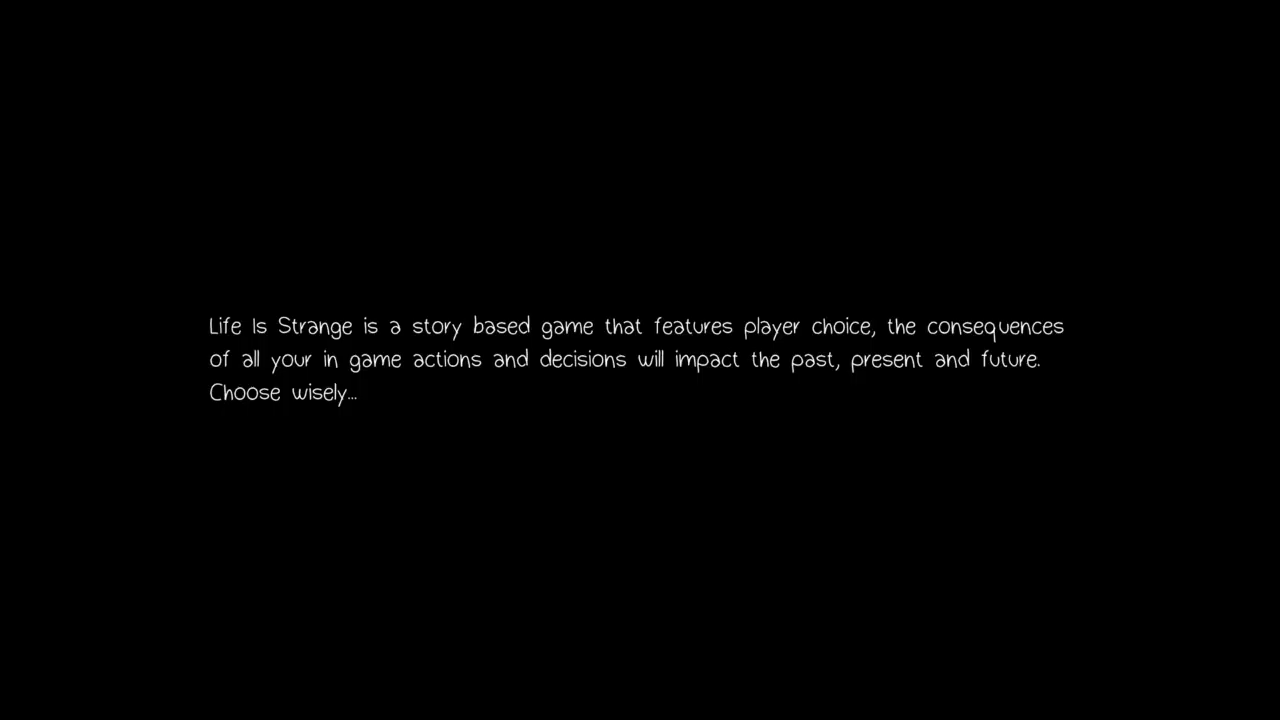 Life Is Strange is a story based game that features player choice, the consequences
of all your in game actions and decisions will impact the past, present and future.
Choose wisely...